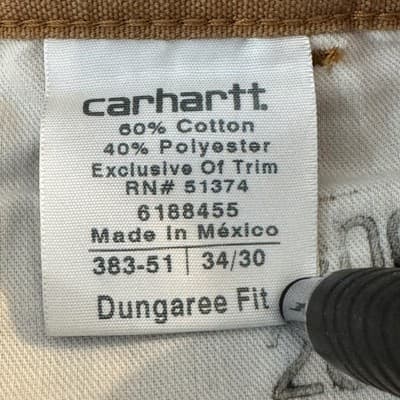 carhartt.
60% Cotton
40% Polyester
Exclusive Of Trim
RN# 51374
6188455
Made In México
383-51 | 34/30
Dungaree Fit